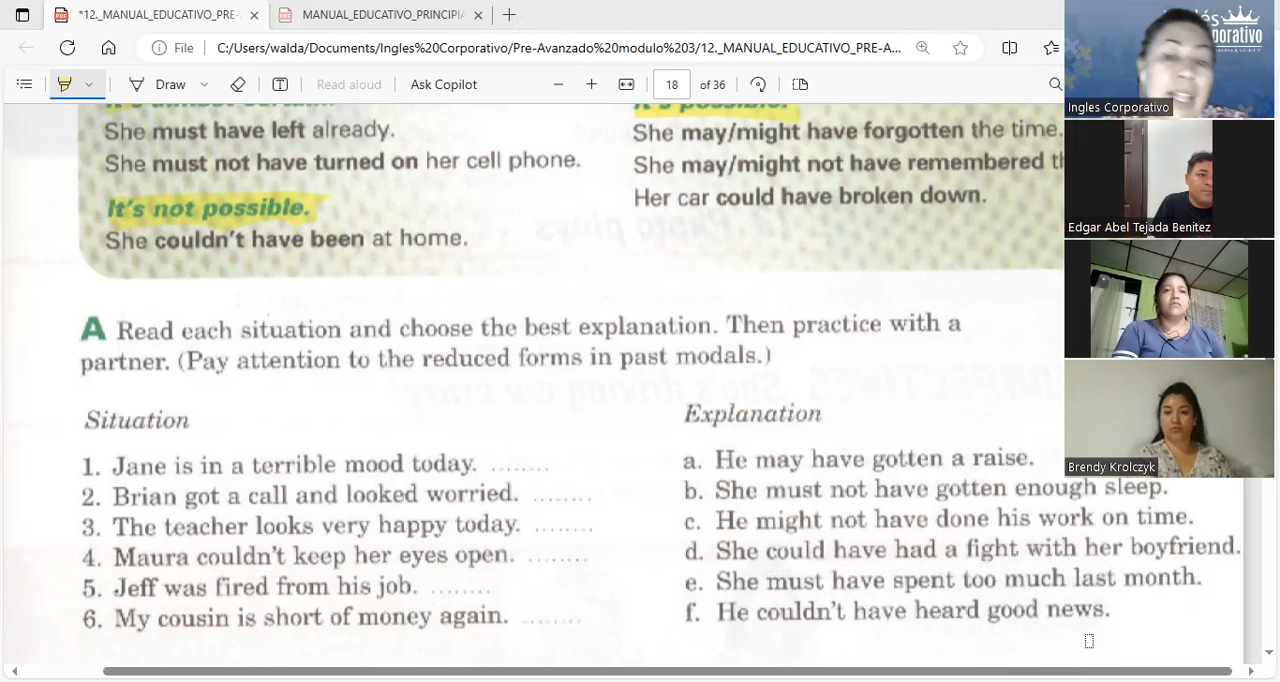 *12._MANUAL_EDUCATIVO_PRE-
MANUAL_EDUCATIVO_PRINCIPIA
File
C:/Users/walda/Documents/Ingles%20Corporativo/Pre-Avanzado%20modulo%203/12._MANUAL_EDUCATIVO_PRE-A...
Draw
Read aloud
Ask Copilot
18 of 36
Ingles Corporativo
Edgar Abel Tejada Benitez
Brendy Krolczyk
She must have left already.
She must not have turned on her cell phone.
It's not possible.
She couldn't have been at home.
It's possible.
She may/might have forgotten the time.
She may/might not have remembered th
Her car could have broken down.
A Read each situation and choose the best explanation. Then practice with a
partner. (Pay attention to the reduced forms in past modals.)
Situation
1. Jane is in a terrible mood today. ........
2. Brian got a call and looked worried. ........
3. The teacher looks very happy today. ........
4. Maura couldn't keep her eyes open. ........
5. Jeff was fired from his job. ........
6. My cousin is short of money again. ........
Explanation
a. He may have gotten a raise.
b. She must not have gotten enough sleep.
c. He might not have done his work on time.
d. She could have had a fight with her boyfriend.
e. She must have spent too much last month.
f. He couldn't have heard good news.